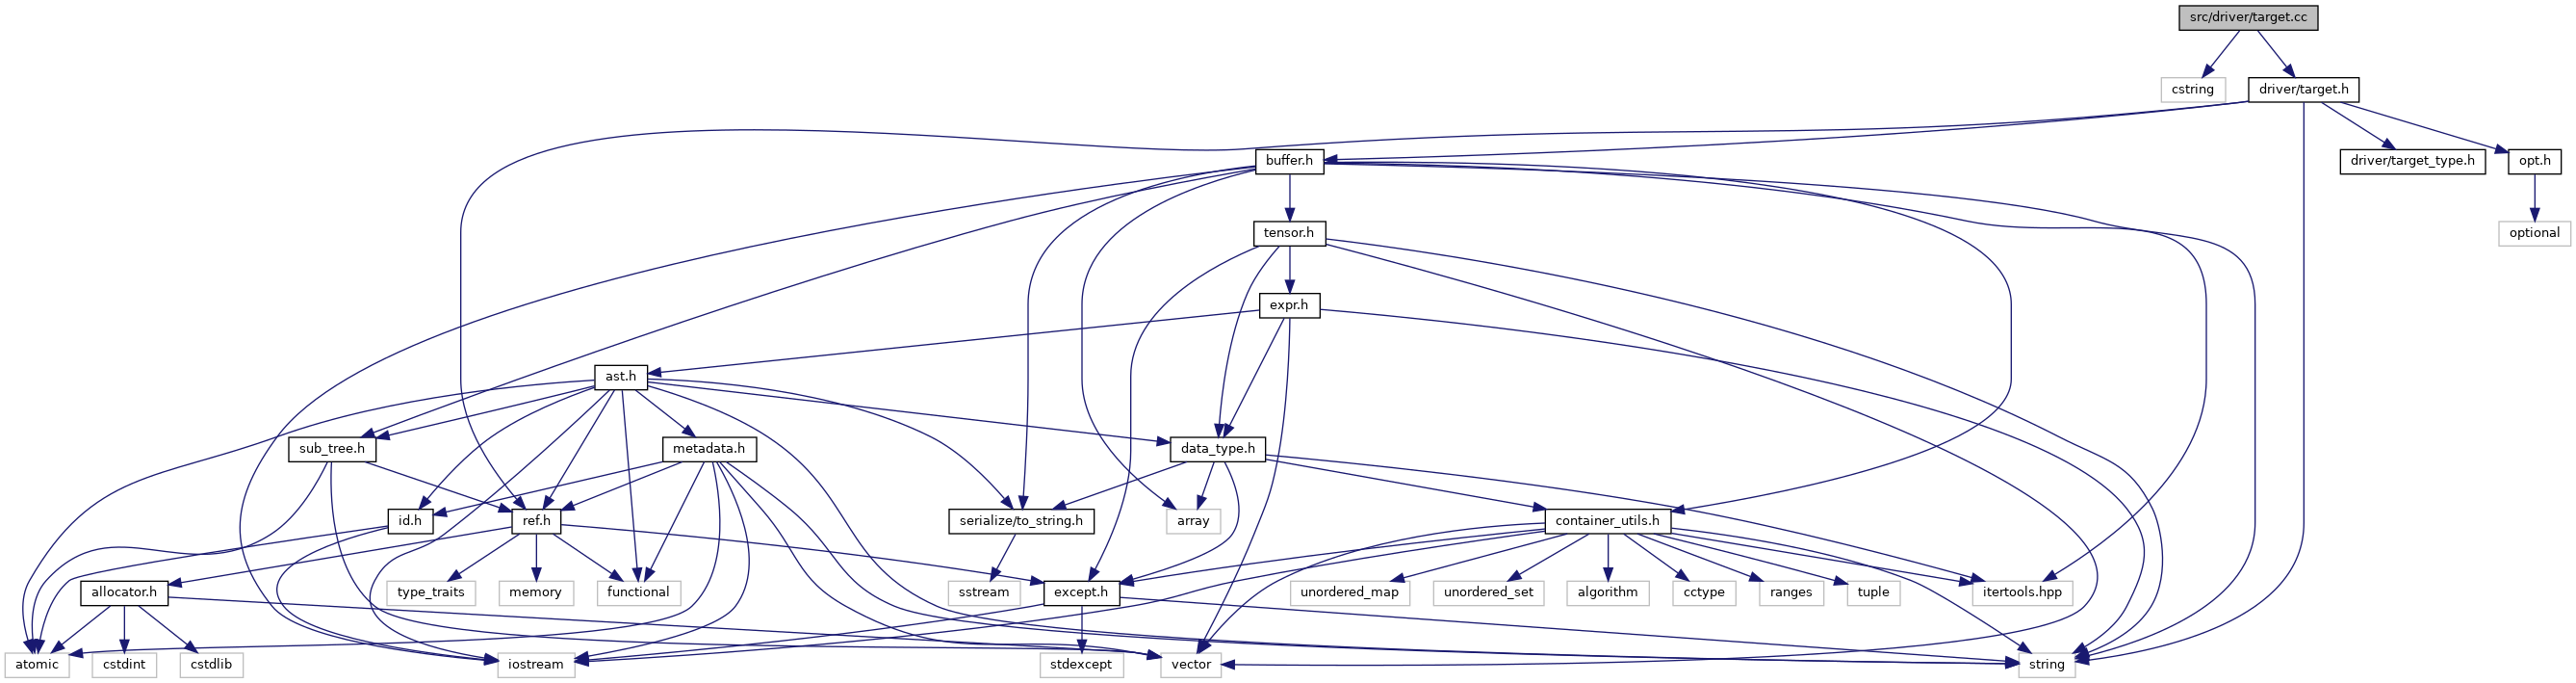 src/driver/target.cc
cstring
driver/target.h
buffer.h
driver/target_type.h
opt.h
tensor.h
optional
expr.h
ast.h
sub_tree.h
metadata.h
data_type.h
id.h
ref.h
serialize/to_string.h
array
container_utils.h
allocator.h
type_traits
memory
functional
sstream
except.h
unordered_map
unordered_set
algorithm
cctype
ranges
tuple
itertools.hpp
atomic
cstdint
cstdlib
iostream
stdexcept
vector
string